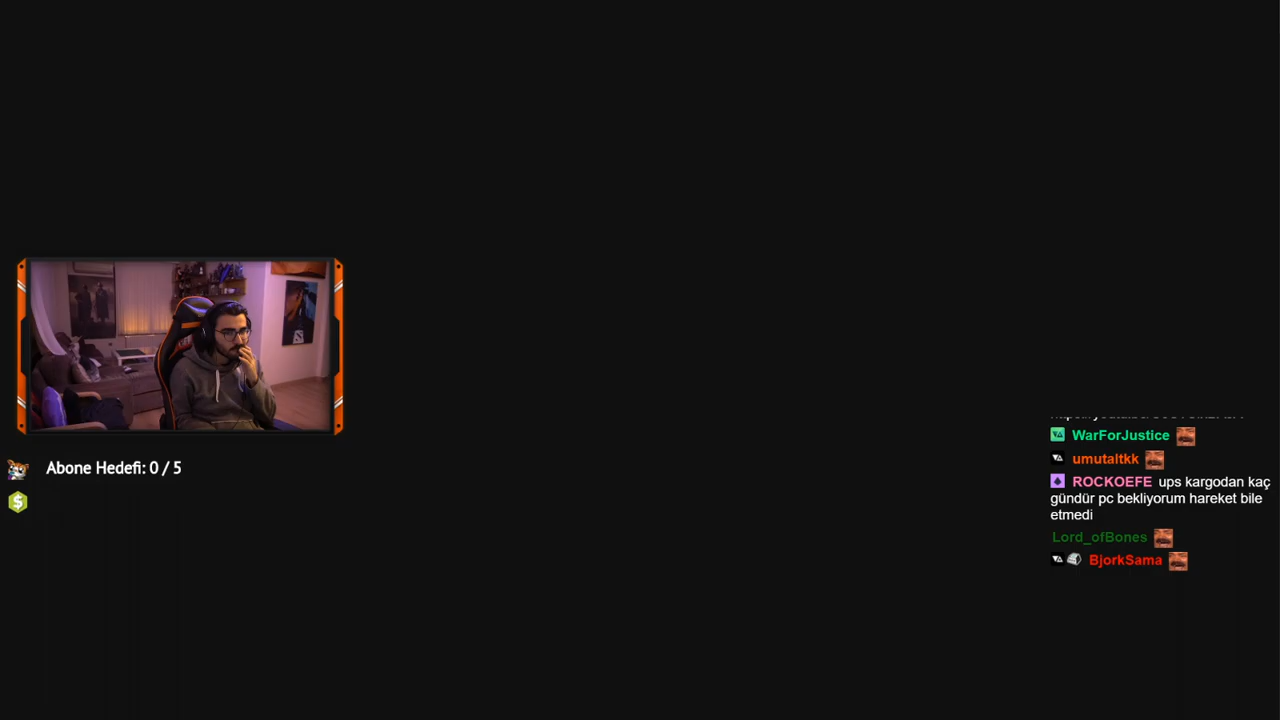 Abone Hedefi: 0 / 5
WarForJustice
umutaltkk
ROCKOEFE ups kargodan kaç
gündür pc bekliyorum hareket bile
etmedi
Lord_ofBones
BjorkSama